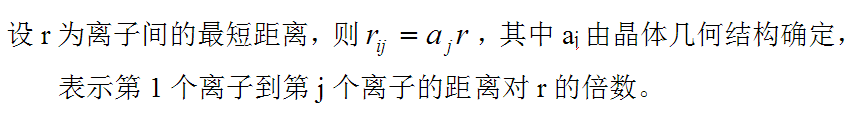 设 r 为离子间的最短距离，则 r_{ij} = a_j r ，其中 a_j 由晶体几何结构确定，
表示第 1 个离子到第 j 个离子的距离对 r 的倍数。